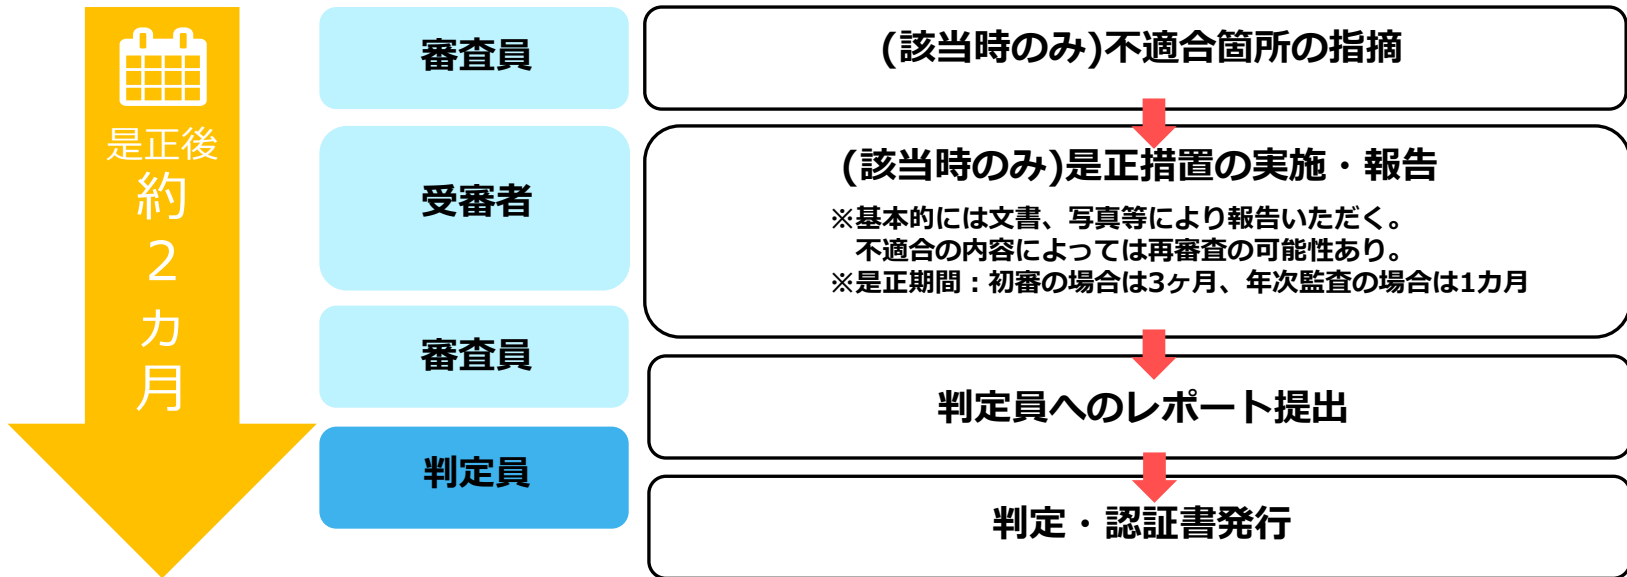 是正後
約
2
カ
月
審査員
(該当時のみ)不適合箇所の指摘
受審者
(該当時のみ)是正措置の実施・報告
※基本的には文書、写真等により報告いただく。
不適合の内容によっては再審査の可能性あり。
※是正期間：初審の場合は3ヶ月、年次監査の場合は1カ月
審査員
判定員へのレポート提出
判定員
判定・認証書発行